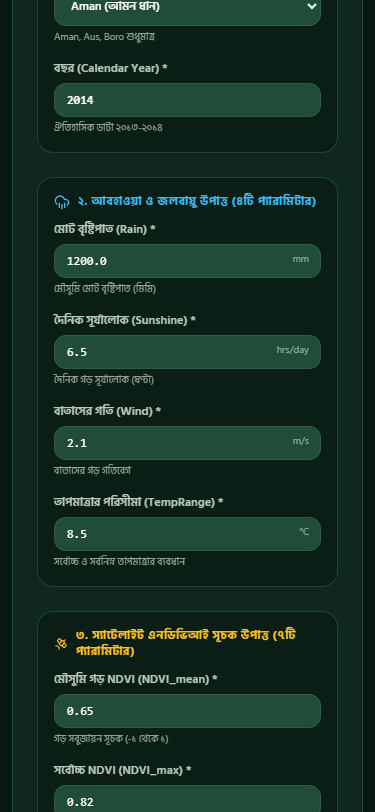 Aman (আমন ধান)
Aman, Aus, Boro শুধুমাত্র
বছর (Calendar Year) *
2014
ঐতিহাসিক ডাটা ২০১৩-২০১৪
২. আবহাওয়া ও জলবায়ু উপাত্ত (৪টি প্যারামিটার)
মোট বৃষ্টিপাত (Rain) *
1200.0 mm
মৌসুমি মোট বৃষ্টিপাত (মিমি)
দৈনিক সূর্যালোক (Sunshine) *
6.5 hrs/day
দৈনিক গড় সূর্যালোক (ঘণ্টা)
বাতাসের গতি (Wind) *
2.1 m/s
বাতাসের গড় গতিবেগ
তাপমাত্রার পরিসীমা (TempRange) *
8.5 °C
সর্বোচ্চ ও সর্বনিম্ন তাপমাত্রার ব্যবধান
৩. স্যাটেলাইট এনডিভিআই সূচক উপাত্ত (৭টি
প্যারামিটার)
মৌসুমি গড় NDVI (NDVI_mean) *
0.65
গড় সবুজায়ন সূচক (-১ থেকে ১)
সর্বোচ্চ NDVI (NDVI_max) *
0.82